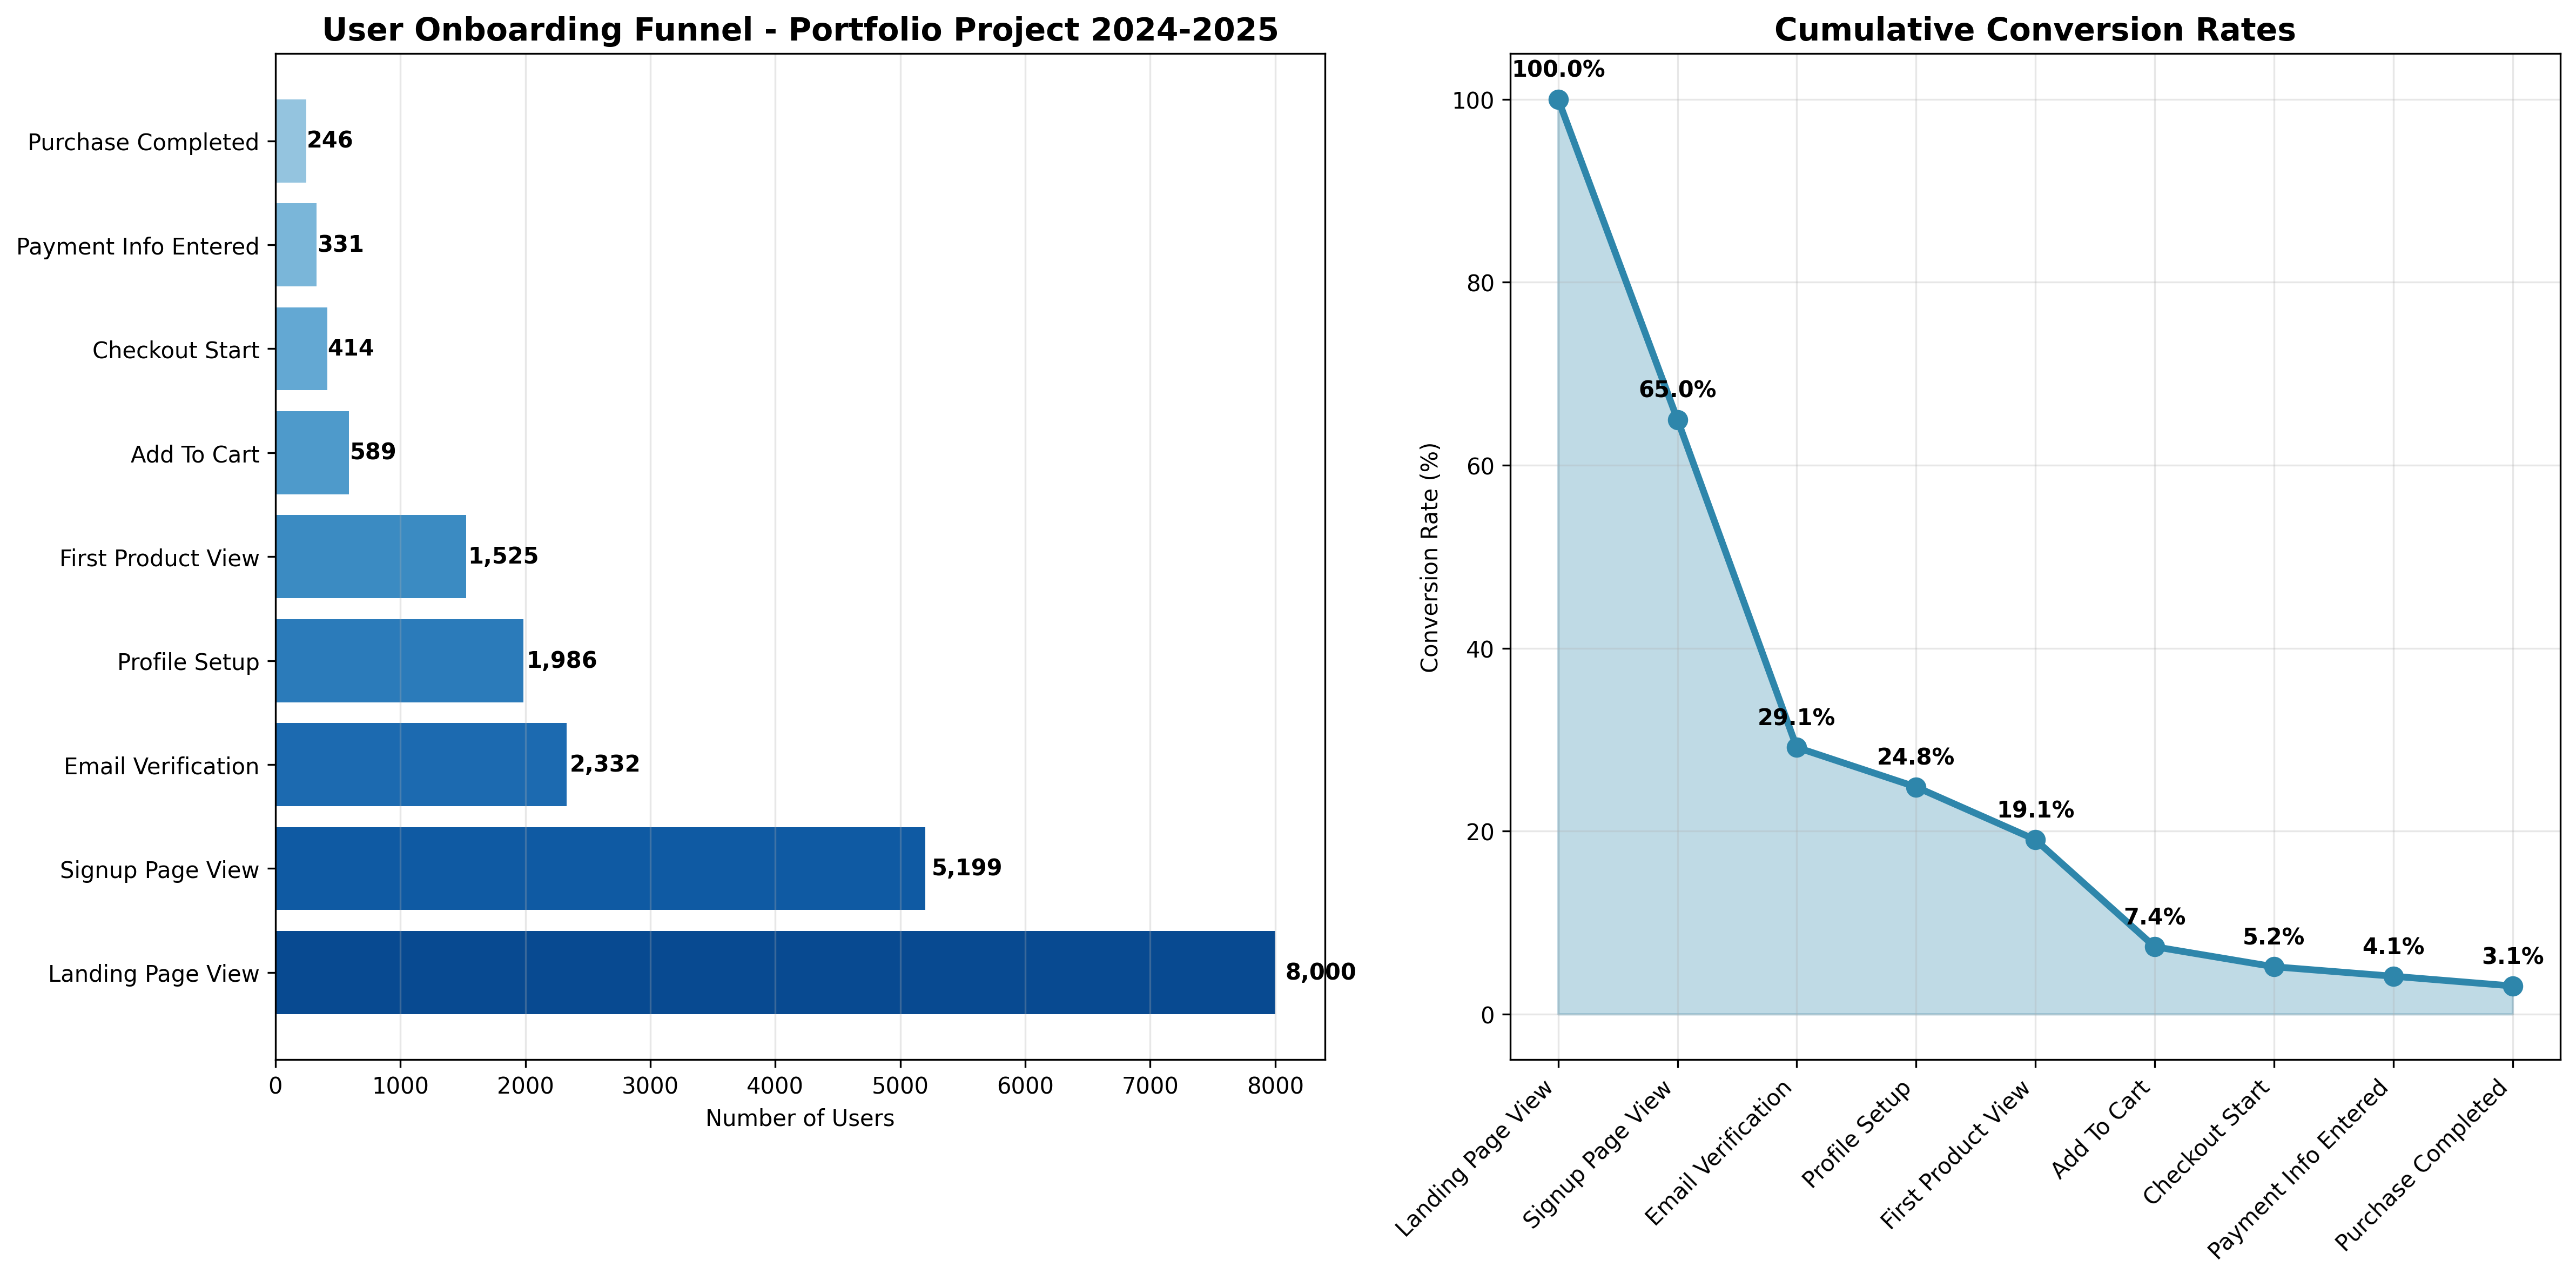 User Onboarding Funnel - Portfolio Project 2024-2025
Purchase Completed
246
Payment Info Entered
331
Checkout Start
414
Add To Cart
589
First Product View
1,525
Profile Setup
1,986
Email Verification
2,332
Signup Page View
5,199
Landing Page View
8,000
0 1000 2000 3000 4000 5000 6000 7000 8000
Number of Users
Cumulative Conversion Rates
Conversion Rate (%)
100
80
60
40
20
0
100.0%
65.0%
29.1%
24.8%
19.1%
7.4%
5.2%
4.1%
3.1%
Landing Page View
Signup Page View
Email Verification
Profile Setup
First Product View
Add To Cart
Checkout Start
Payment Info Entered
Purchase Completed